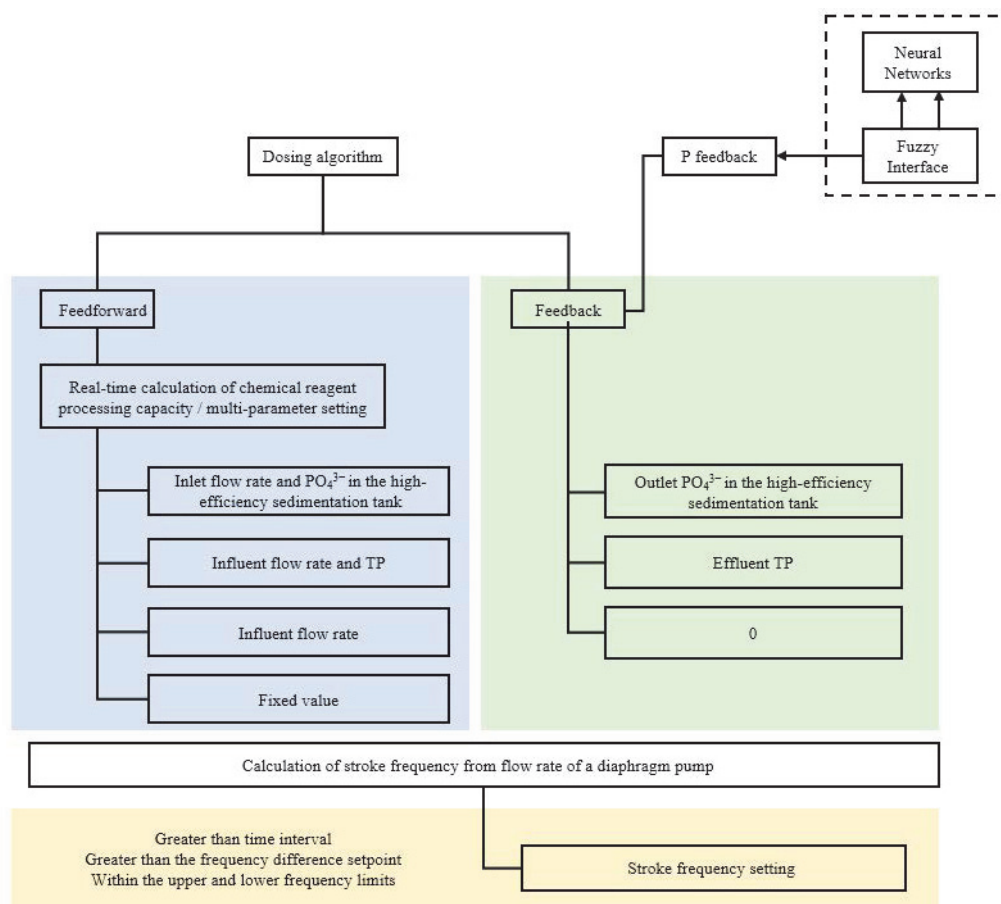 Neural
Networks
Fuzzy
Interface
Dosing algorithm
P feedback
Feedforward
Feedback
Real-time calculation of chemical reagent
processing capacity / multi-parameter setting
Inlet flow rate and PO₄³⁻ in the high-
efficiency sedimentation tank
Influent flow rate and TP
Influent flow rate
Fixed value
Outlet PO₄³⁻ in the high-efficiency
sedimentation tank
Effluent TP
0
Calculation of stroke frequency from flow rate of a diaphragm pump
Greater than time interval
Greater than the frequency difference setpoint
Within the upper and lower frequency limits
Stroke frequency setting